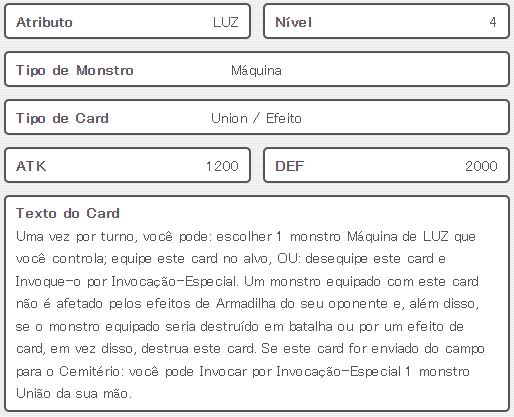 Atributo LUZ Nível 4
Tipo de Monstro Máquina
Tipo de Card Union / Efeito
ATK 1200 DEF 2000
Texto do Card
Uma vez por turno, você pode: escolher 1 monstro Máquina de LUZ que
você controla; equipe este card no alvo, OU: desequipe este card e
Invoque-o por Invocação-Especial. Um monstro equipado com este card
não é afetado pelos efeitos de Armadilha do seu oponente e, além disso,
se o monstro equipado seria destruído em batalha ou por um efeito de
card, em vez disso, destrua este card. Se este card for enviado do campo
para o Cemitério: você pode Invocar por Invocação-Especial 1 monstro
União da sua mão.